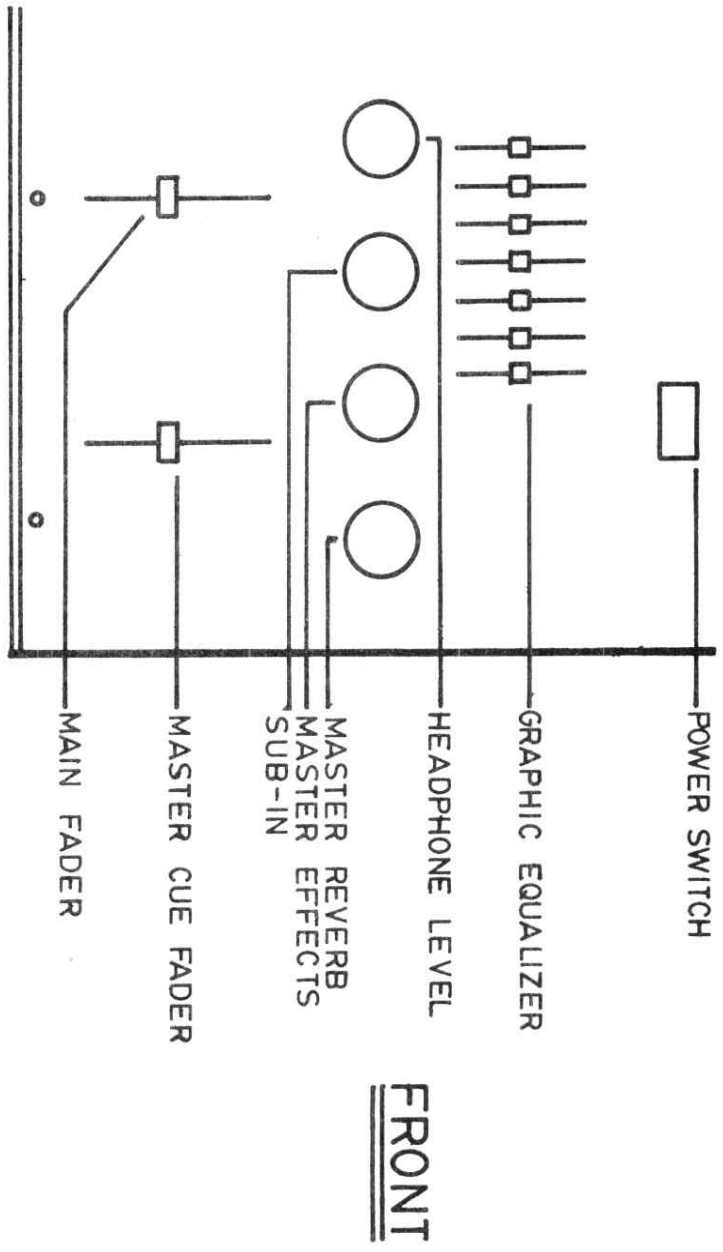 POWER SWITCH
GRAPHIC EQUALIZER
HEADPHONE LEVEL
MASTER REVERB
MASTER EFFECTS
SUB-IN
MASTER CUE FADER
MAIN FADER
FRONT